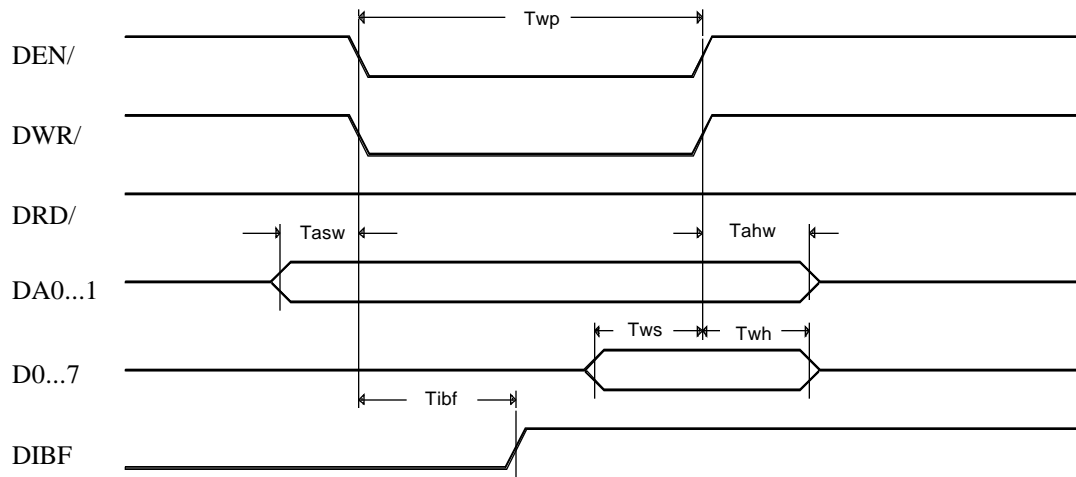 Twp
DEN/
DWR/
DRD/
Tasw
Tahw
DA0...1
Tws
Twh
D0...7
Tibf
DIBF